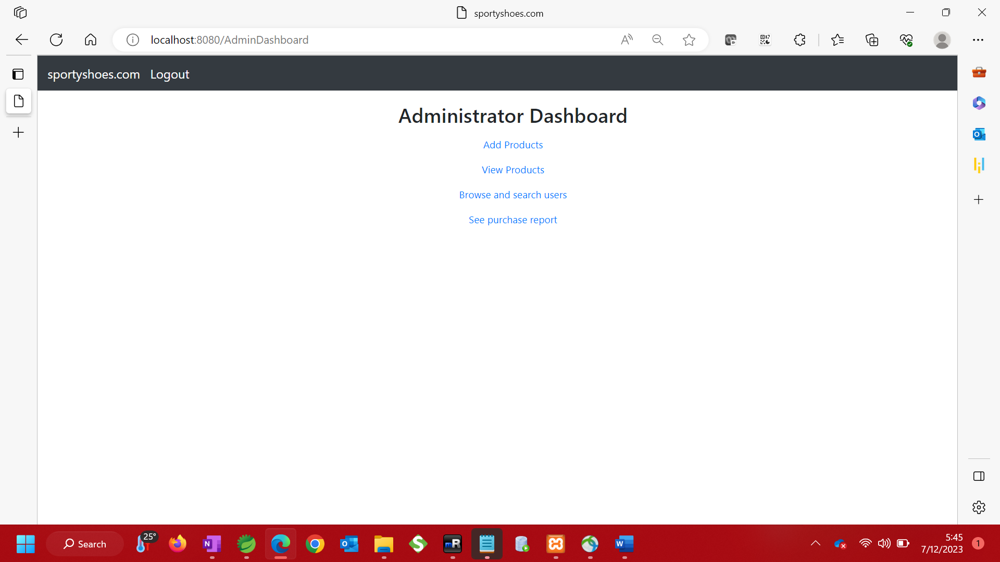 sportyshoes.com
localhost:8080/AdminDashboard
sportyshoes.com Logout
Administrator Dashboard
Add Products
View Products
Browse and search users
See purchase report
25°
Search
5:45
7/12/2023
1